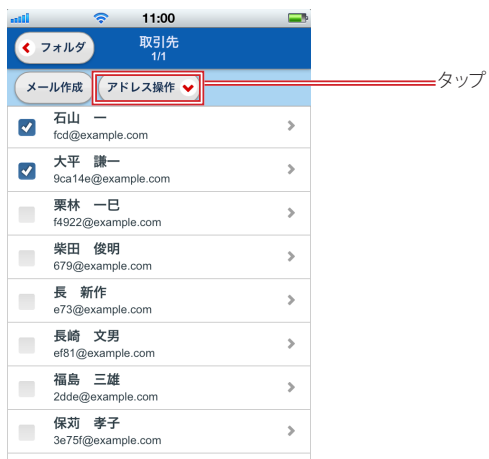 11:00
フォルダ
取引先
1/1
メール作成
アドレス操作
タップ
石山　一
fcd@example.com
大平　謙一
9ca14e@example.com
栗林　一巳
f4922@example.com
柴田　俊明
679@example.com
長　新作
e73@example.com
長崎　文男
ef81@example.com
福島　三雄
2dde@example.com
保苅　孝子
3e75f@example.com